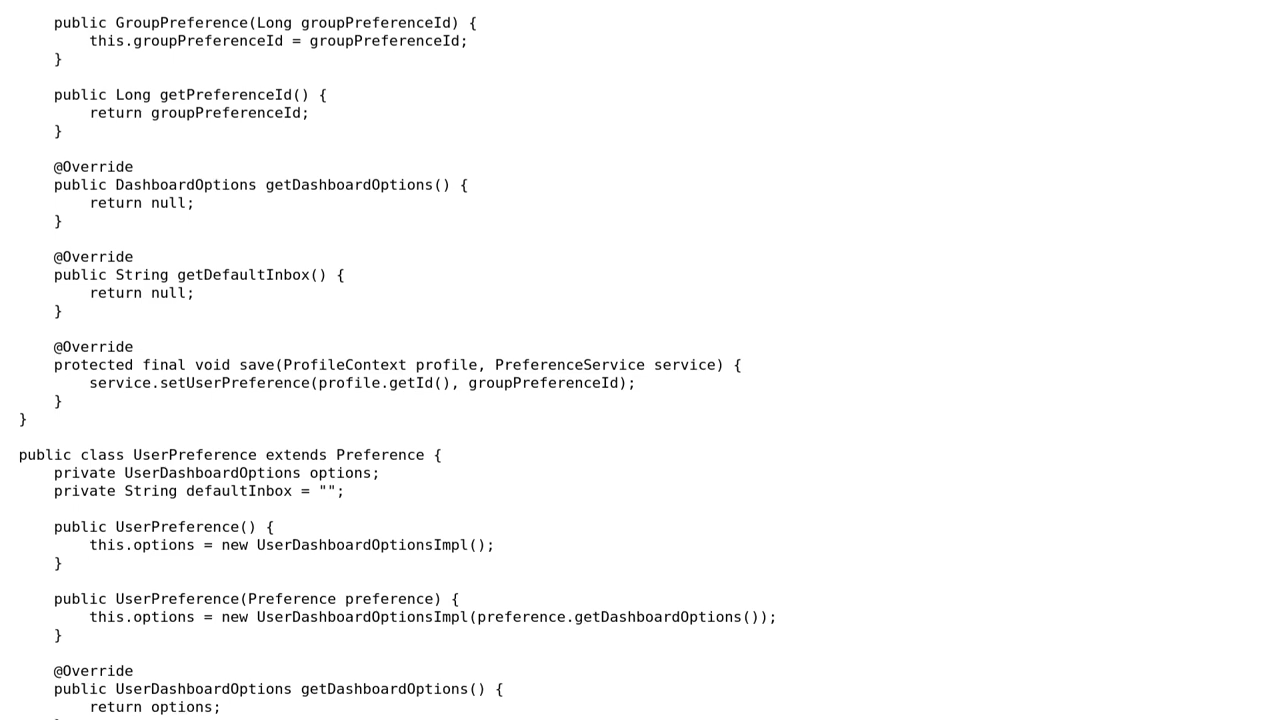 public GroupPreference(Long groupPreferenceId) {
this.groupPreferenceId = groupPreferenceId;
}
public Long getPreferenceId() {
return groupPreferenceId;
}
@Override
public DashboardOptions getDashboardOptions() {
return null;
}
@Override
public String getDefaultInbox() {
return null;
}
@Override
protected final void save(ProfileContext profile, PreferenceService service) {
service.setUserPreference(profile.getId(), groupPreferenceId);
}
}
public class UserPreference extends Preference {
private UserDashboardOptions options;
private String defaultInbox = "";
public UserPreference() {
this.options = new UserDashboardOptionsImpl();
}
public UserPreference(Preference preference) {
this.options = new UserDashboardOptionsImpl(preference.getDashboardOptions());
}
@Override
public UserDashboardOptions getDashboardOptions() {
return options;